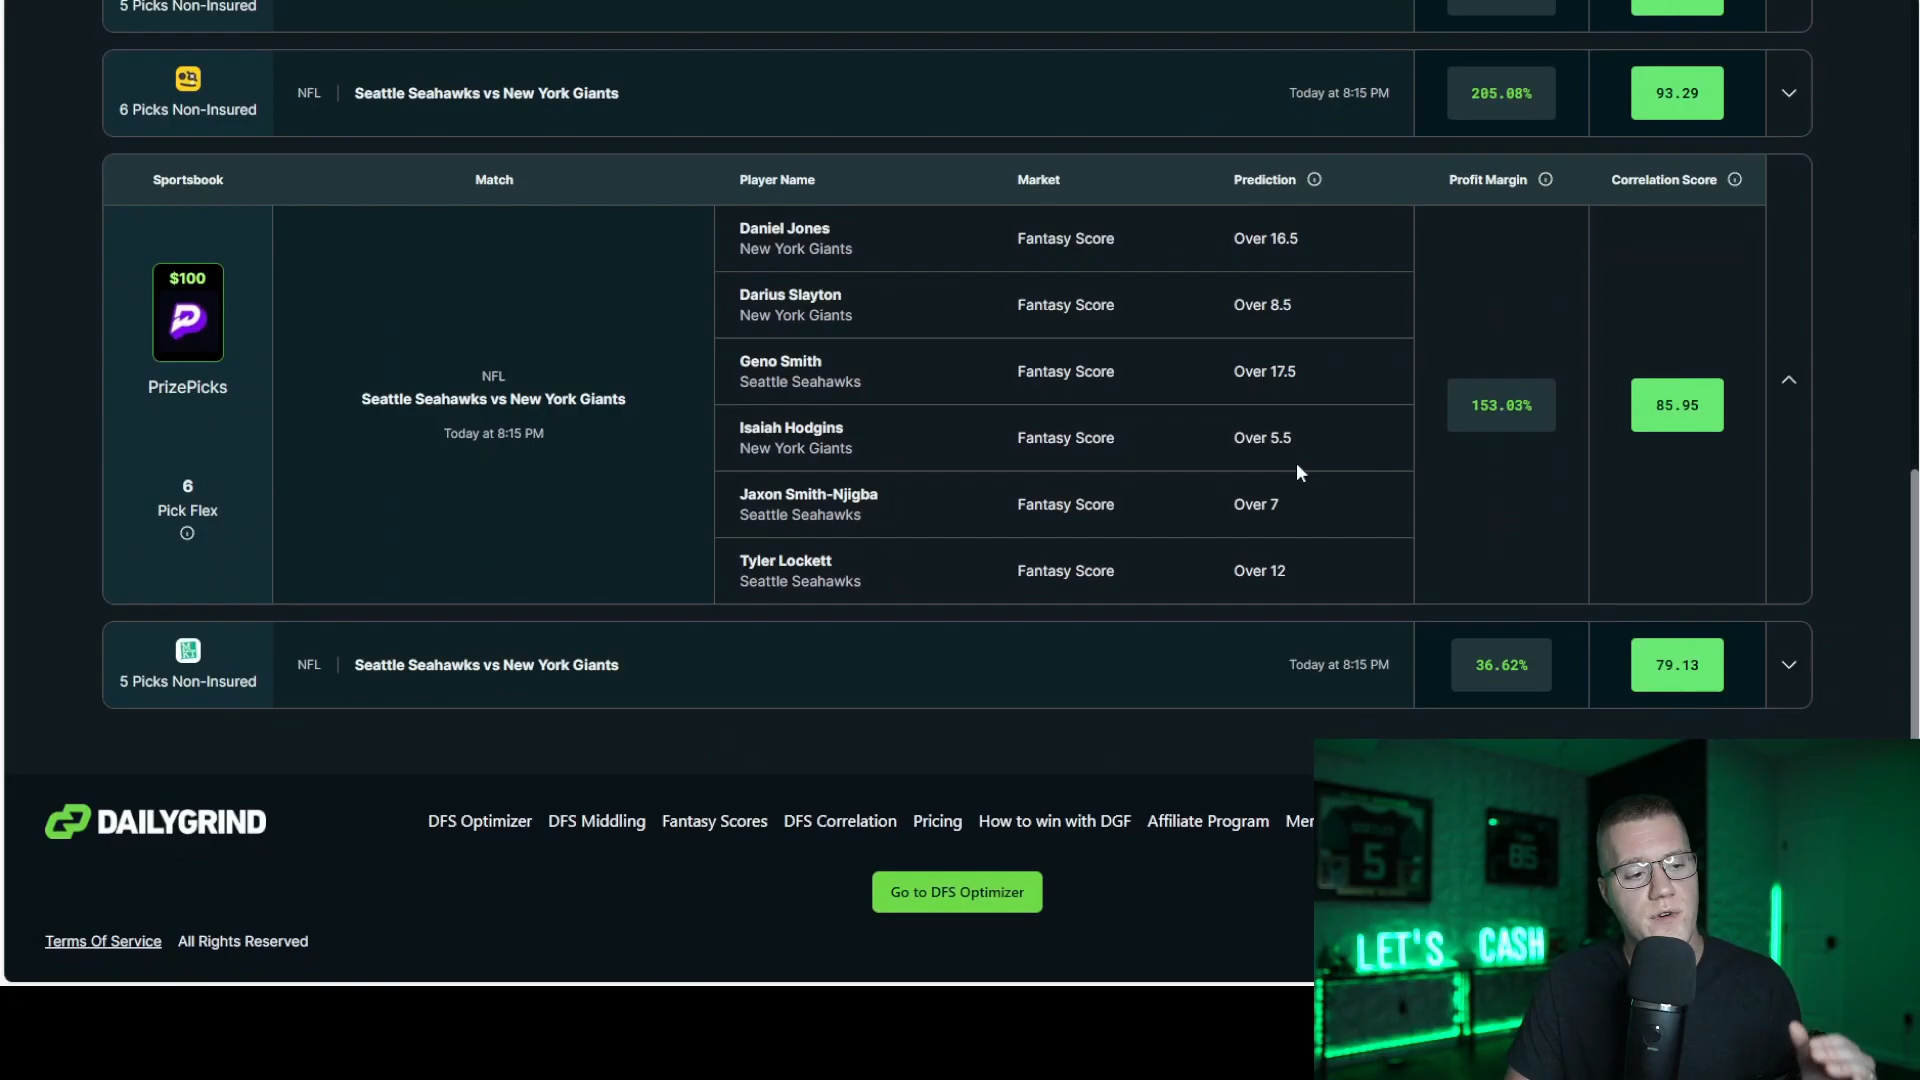 5 Picks Non-Insured
6 Picks Non-Insured
NFL
Seattle Seahawks vs New York Giants
Today at 8:15 PM
205.08%
93.29
Sportsbook
Match
Player Name
Market
Prediction
Profit Margin
Correlation Score
$100
PrizePicks
6
Pick Flex
NFL
Seattle Seahawks vs New York Giants
Today at 8:15 PM
Daniel Jones
New York Giants
Fantasy Score
Over 16.5
Darius Slayton
New York Giants
Fantasy Score
Over 8.5
Geno Smith
Seattle Seahawks
Fantasy Score
Over 17.5
Isaiah Hodgins
New York Giants
Fantasy Score
Over 5.5
Jaxon Smith-Njigba
Seattle Seahawks
Fantasy Score
Over 7
Tyler Lockett
Seattle Seahawks
Fantasy Score
Over 12
153.03%
85.95
5 Picks Non-Insured
NFL
Seattle Seahawks vs New York Giants
Today at 8:15 PM
36.62%
79.13
DAILYGRIND
DFS Optimizer
DFS Middling
Fantasy Scores
DFS Correlation
Pricing
How to win with DGF
Affiliate Program
Mer
Go to DFS Optimizer
Terms Of Service
All Rights Reserved
5
85
LET'S CASH